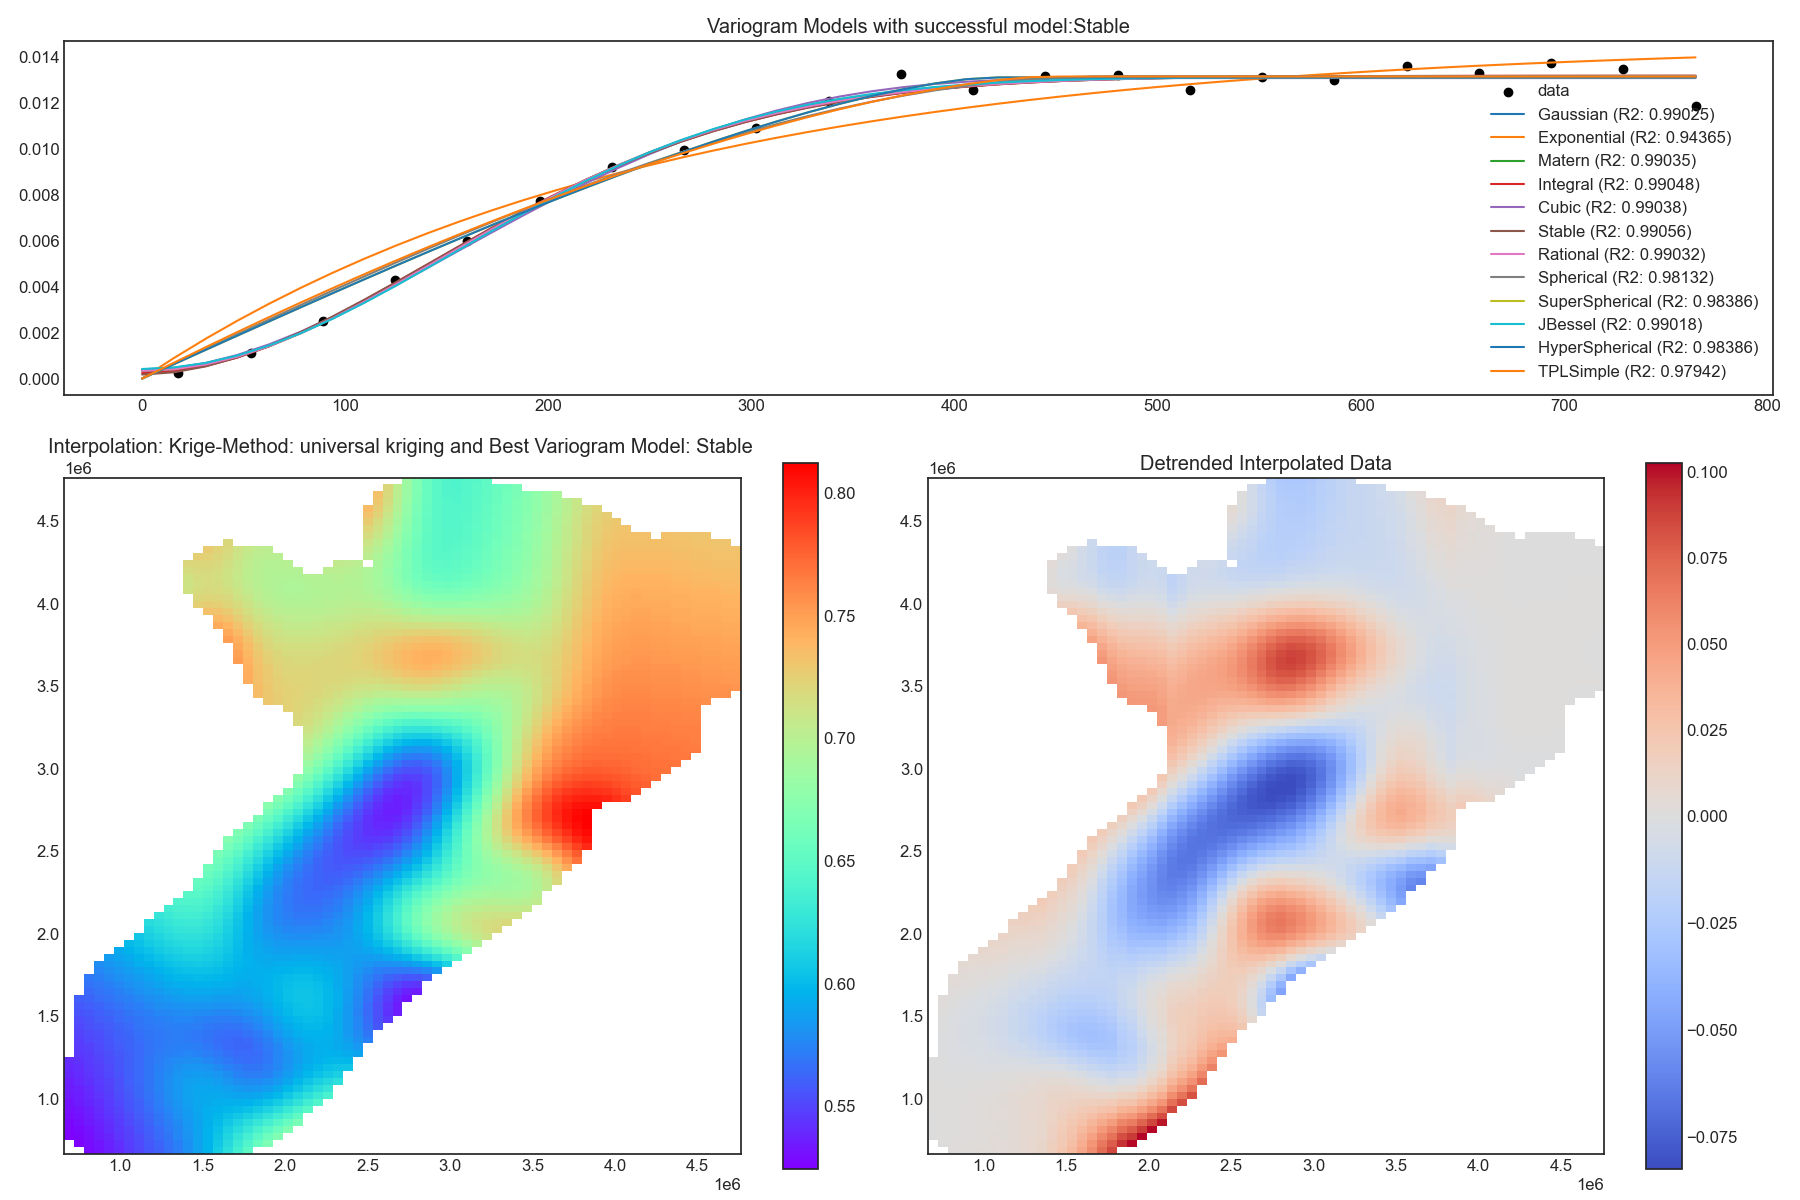 Variogram Models with successful model:Stable
0.014
0.012
0.010
0.008
0.006
0.004
0.002
0.000
data
Gaussian (R2: 0.99025)
Exponential (R2: 0.94365)
Matern (R2: 0.99035)
Integral (R2: 0.99048)
Cubic (R2: 0.99038)
Stable (R2: 0.99056)
Rational (R2: 0.99032)
Spherical (R2: 0.98132)
SuperSpherical (R2: 0.98386)
JBessel (R2: 0.99018)
HyperSpherical (R2: 0.98386)
TPLSimple (R2: 0.97942)
0 100 200 300 400 500 600 700 800
Interpolation: Krige-Method: universal kriging and Best Variogram Model: Stable
1e6
4.5
4.0
3.5
3.0
2.5
2.0
1.5
1.0
1.0 1.5 2.0 2.5 3.0 3.5 4.0 4.5
1e6
0.80
0.75
0.70
0.65
0.60
0.55
Detrended Interpolated Data
1e6
4.5
4.0
3.5
3.0
2.5
2.0
1.5
1.0
1.0 1.5 2.0 2.5 3.0 3.5 4.0 4.5
1e6
0.100
0.075
0.050
0.025
0.000
−0.025
−0.050
−0.075